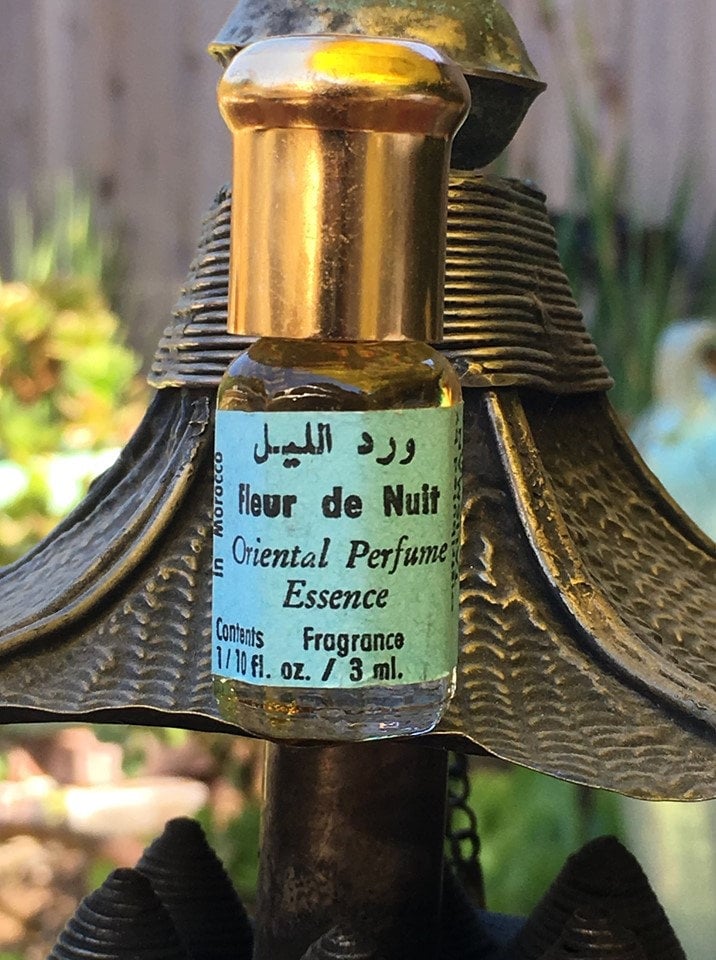 ورد الليل
Fleur de Nuit
Oriental Perfume
Essence
Contents Fragrance
1/10 fl. oz. / 3 ml.
In Morocco